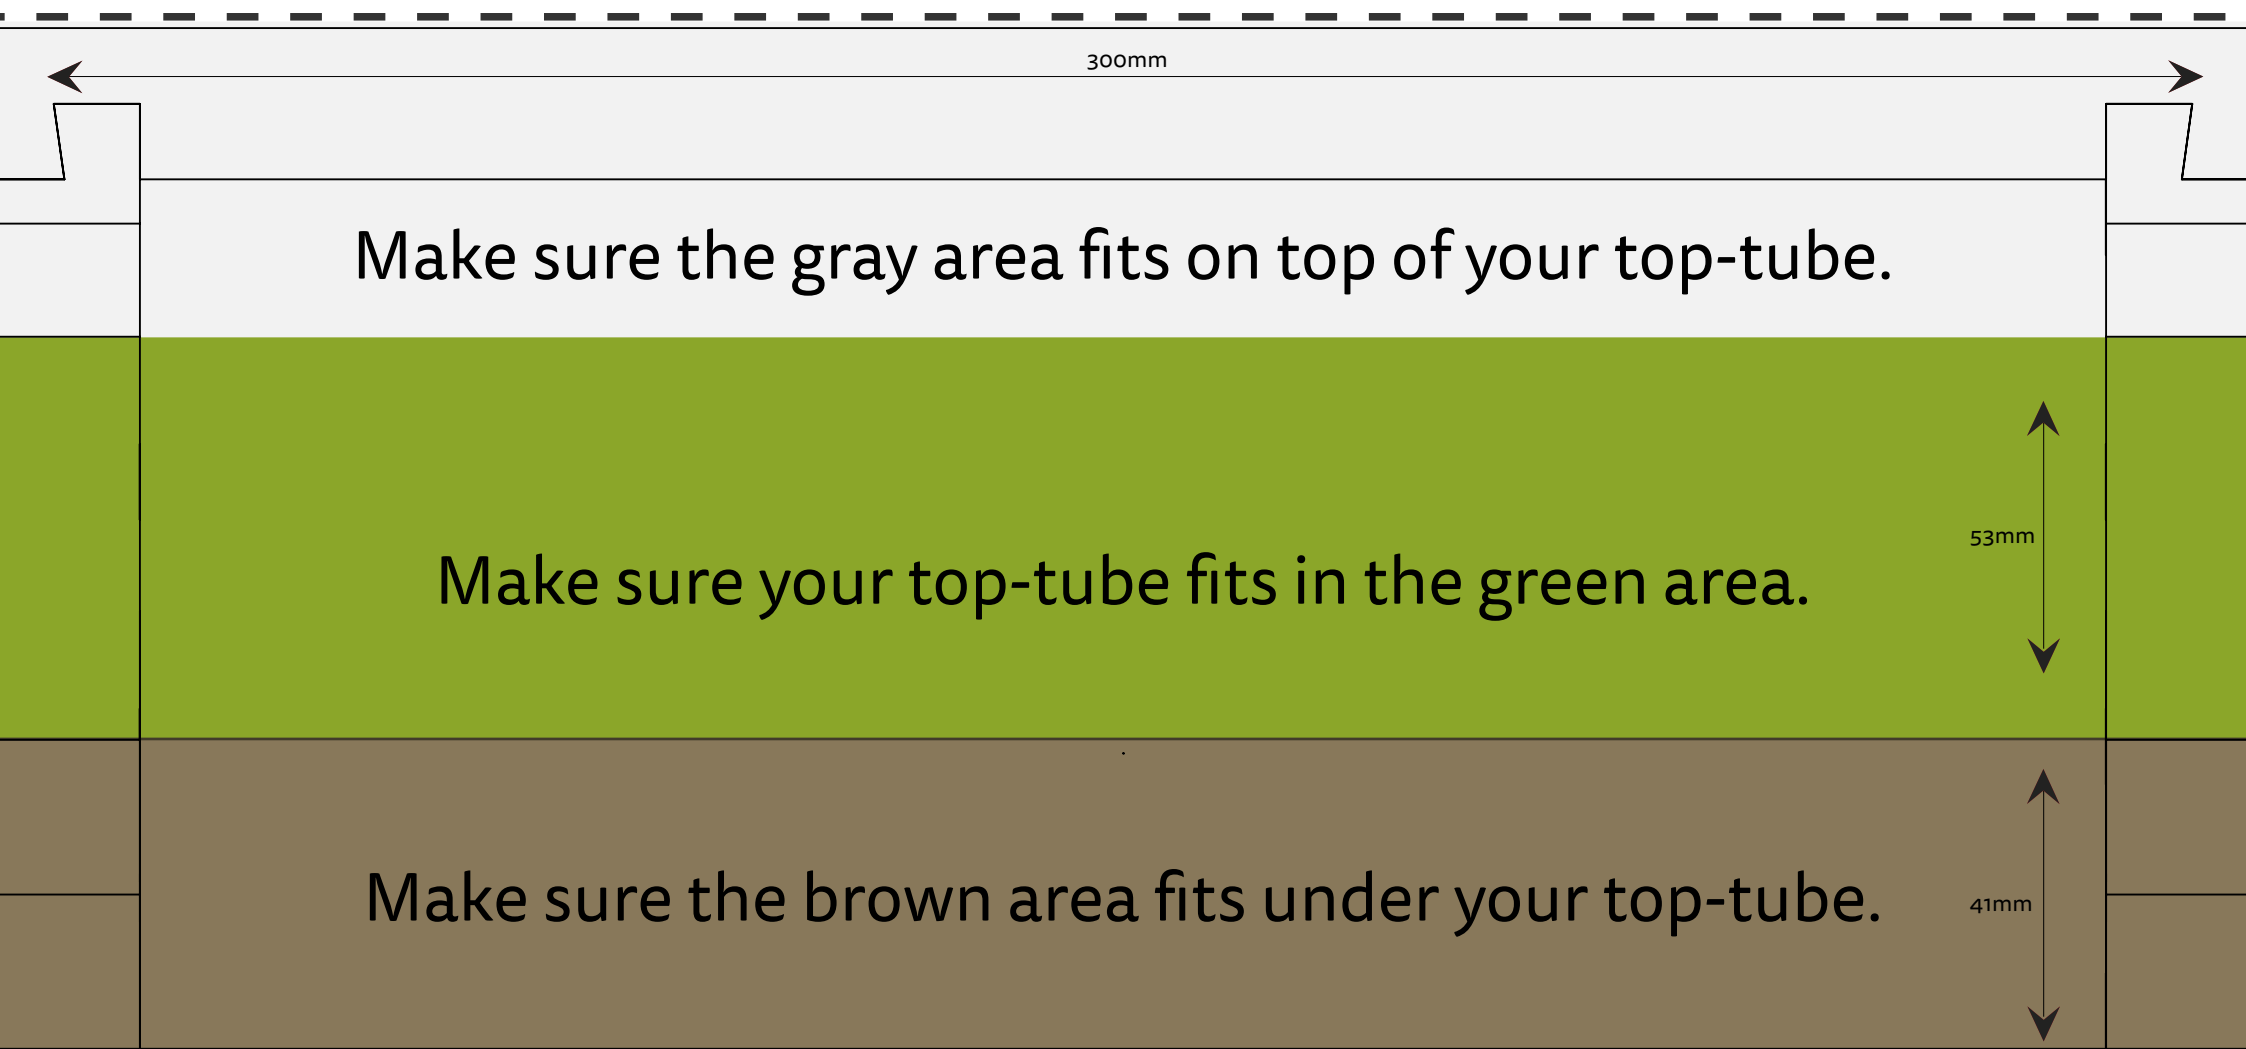 300mm
Make sure the gray area fits on top of your top-tube.
53mm
Make sure your top-tube fits in the green area.
Make sure the brown area fits under your top-tube.
41mm